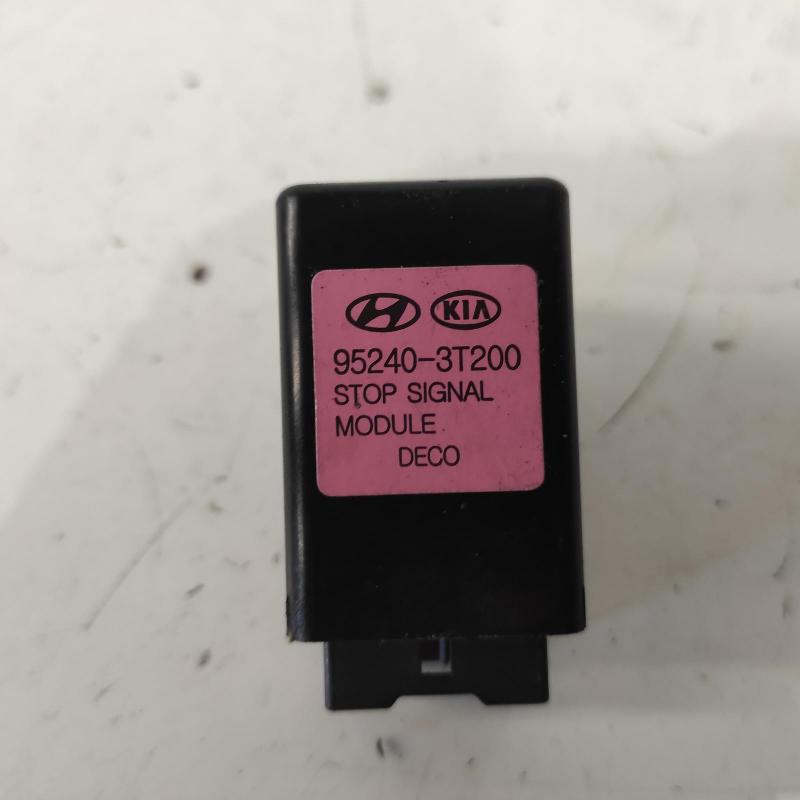 KIA
95240-3T200
STOP SIGNAL
MODULE
DECO